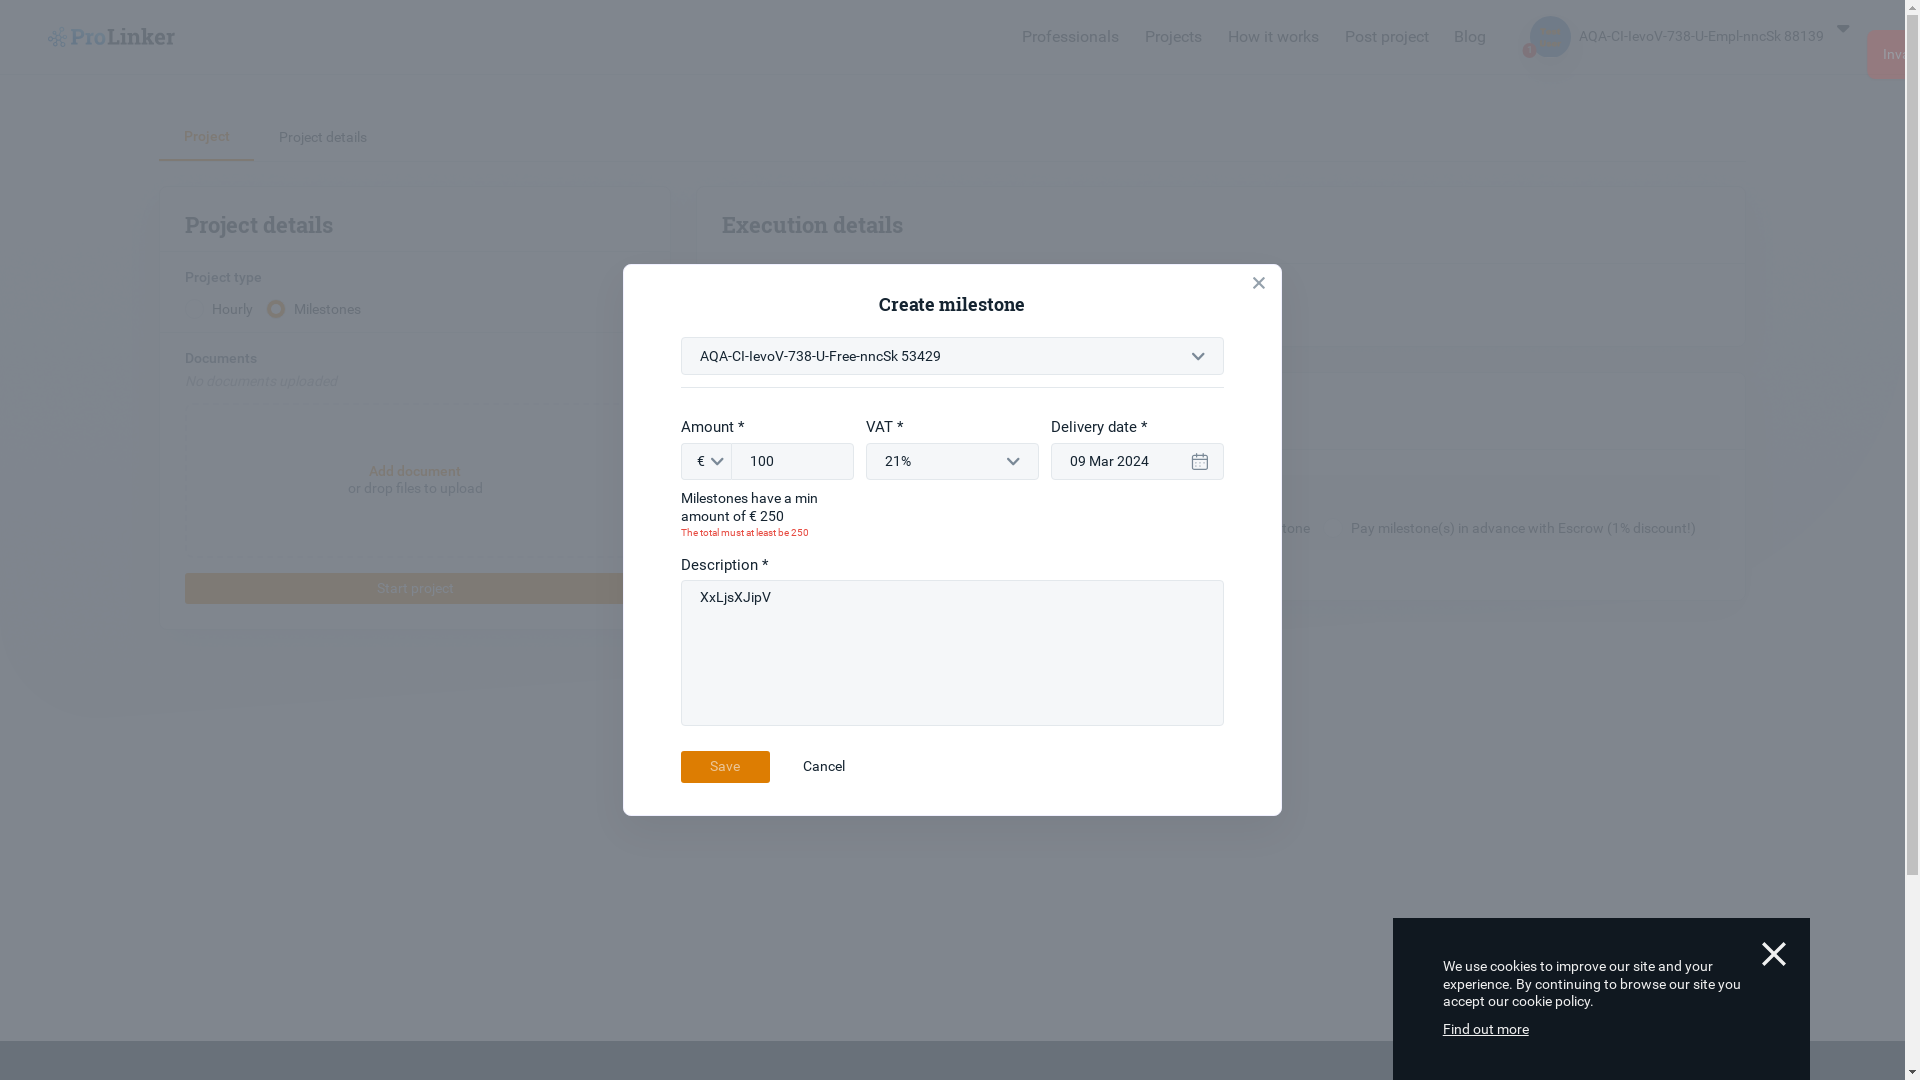 ProLinker
Professionals
Projects
How it works
Post project
Blog
1
AQA-CI-IevoV-738-U-Empl-nncSk 88139
Project
Project details
Project details
Execution details
Project type
Hourly
Milestones
Documents
No documents uploaded
Add document
or drop files to upload
Start project
Pay milestone(s) in advance with Escrow (1% discount!)
Create milestone
AQA-CI-IevoV-738-U-Free-nncSk 53429
Amount *
VAT *
Delivery date *
€
100
21%
09 Mar 2024
Milestones have a min
amount of € 250
The total must at least be 250
Description *
XxLjsXJipV
Save
Cancel
We use cookies to improve our site and your
experience. By continuing to browse our site you
accept our cookie policy.
Find out more